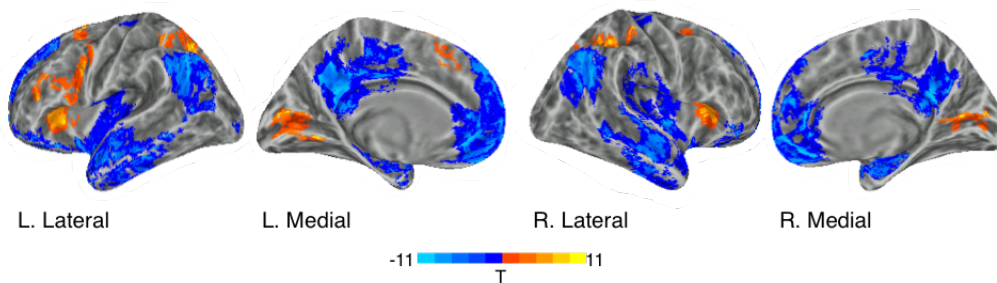 L. Lateral
L. Medial
R. Lateral
R. Medial
-11 11
T